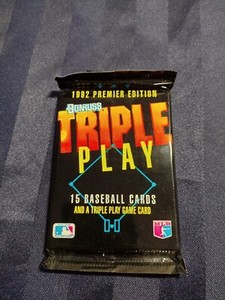 1992 PREMIER EDITION
DONRUSS
TRIPLE
PLAY
15 BASEBALL CARDS
AND A TRIPLE PLAY GAME CARD